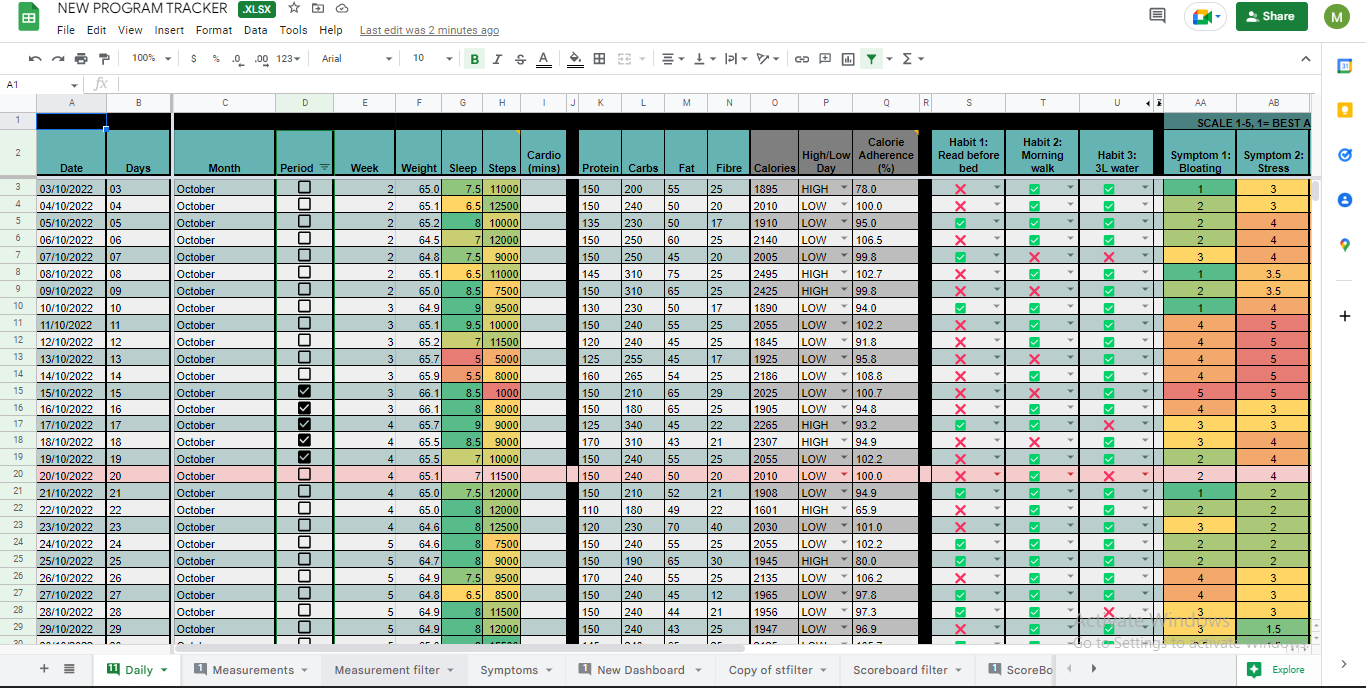 NEW PROGRAM TRACKER .XLSX
File Edit View Insert Format Data Tools Help Last edit was 2 minutes ago
Share M
100% $ % .0 .00 123 Arial 10 B I S A
A1 fx
A B C D E F G H I J K L M N O P Q R S T U AA AB
1 SCALE 1-5, 1= BEST A
2 Date Days Month Period Week Weight Sleep Steps Cardio (mins) Protein Carbs Fat Fibre Calories High/Low Day Calorie Adherence (%) Habit 1: Read before bed Habit 2: Morning walk Habit 3: 3L water Symptom 1: Bloating Symptom 2: Stress
3 03/10/2022 03 October 2 65.0 7.5 11000 150 200 55 25 1895 HIGH 78.0 1 3
4 04/10/2022 04 October 2 65.1 6.5 12500 150 240 50 20 2010 LOW 100.0 2 3
5 05/10/2022 05 October 2 65.2 8 10000 135 230 50 17 1910 LOW 95.0 2 4
6 06/10/2022 06 October 2 64.5 7 12000 150 250 60 25 2140 LOW 106.5 2 4
7 07/10/2022 07 October 2 64.8 7.5 9000 150 250 45 20 2005 LOW 99.8 3 4
8 08/10/2022 08 October 2 65.1 6.5 11000 145 310 75 25 2495 HIGH 102.7 1 3.5
9 09/10/2022 09 October 2 65.0 8.5 7500 150 310 65 25 2425 HIGH 99.8 2 3.5
10 10/10/2022 10 October 3 64.9 9 9500 130 230 50 17 1890 LOW 94.0 1 4
11 11/10/2022 11 October 3 65.1 9.5 10000 150 240 55 25 2055 LOW 102.2 4 5
12 12/10/2022 12 October 3 65.2 7 11500 120 240 45 25 1845 LOW 91.8 4 5
13 13/10/2022 13 October 3 65.7 5 5000 125 255 45 17 1925 LOW 95.8 4 5
14 14/10/2022 14 October 3 65.9 5.5 8000 160 265 54 25 2186 LOW 108.8 4 5
15 15/10/2022 15 October 3 66.1 8.5 1000 150 210 65 29 2025 LOW 100.7 5 5
16 16/10/2022 16 October 3 66.1 8 8000 150 180 65 25 1905 LOW 94.8 4 3
17 17/10/2022 17 October 4 65.7 9 9000 125 340 45 22 2265 HIGH 93.2 3 3
18 18/10/2022 18 October 4 65.5 8.5 9000 170 310 43 21 2307 HIGH 94.9 3 4
19 19/10/2022 19 October 4 65.5 7 10000 150 240 55 25 2055 LOW 102.2 2 4
20 20/10/2022 20 October 4 65.1 7 11500 150 240 50 20 2010 LOW 100.0 2 4
21 21/10/2022 21 October 4 65.0 7.5 12000 150 210 52 21 1908 LOW 94.9 1 2
22 22/10/2022 22 October 4 65.0 8 12000 110 180 49 22 1601 HIGH 65.9 2 2
23 23/10/2022 23 October 4 64.6 8 12500 120 230 70 40 2030 LOW 101.0 3 2
24 24/10/2022 24 October 5 64.6 8 7500 150 240 55 25 2055 LOW 102.2 2 2
25 25/10/2022 25 October 5 64.7 8 9000 150 190 65 30 1945 HIGH 80.0 2 2
26 26/10/2022 26 October 5 64.9 7.5 9500 170 240 55 25 2135 LOW 106.2 4 3
27 27/10/2022 27 October 5 64.8 6.5 8500 150 240 45 12 1965 LOW 97.8 4 3
28 28/10/2022 28 October 5 64.9 8 11500 150 240 44 21 1956 LOW 97.3 3 3
29 29/10/2022 29 October 5 64.9 8 12000 150 240 43 25 1947 LOW 96.9 3 1.5
Activate Windows
Go to Settings to activate Windows.
11 Daily 1 Measurements Measurement filter Symptoms 1 New Dashboard Copy of stfilter Scoreboard filter 1 ScoreBo Explore